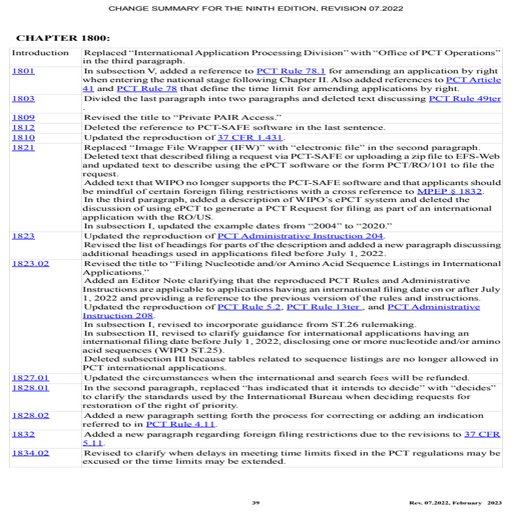 CHANGE SUMMARY FOR THE NINTH EDITION, REVISION 07.2022
CHAPTER 1800:
Introduction Replaced “International Application Processing Division” with “Office of PCT Operations”
in the third paragraph.
1801 In subsection V, added a reference to PCT Rule 78.1 for amending an application by right
when entering the national stage following Chapter II. Also added references to PCT Article
41 and PCT Rule 78 that define the time limit for amending applications by right.
1803 Divided the last paragraph into two paragraphs and deleted text discussing PCT Rule 49ter
.
1809 Revised the title to “Private PAIR Access.”
1812 Deleted the reference to PCT-SAFE software in the last sentence.
1810 Updated the reproduction of 37 CFR 1.431.
1821 Replaced “Image File Wrapper (IFW)” with “electronic file” in the second paragraph.
Deleted text that described filing a request via PCT-SAFE or uploading a zip file to EFS-Web
and updated text to describe using the ePCT software or the form PCT/RO/101 to file the
request.
Added text that WIPO no longer supports the PCT-SAFE software and that applicants should
be mindful of certain foreign filing restrictions with a cross reference to MPEP § 1832.
In the third paragraph, added a description of WIPO’s ePCT system and deleted the
discussion of using ePCT to generate a PCT Request for filing as part of an international
application with the RO/US.
In subsection I, updated the example dates from “2004” to “2020.”
1823 Updated the reproduction of PCT Administrative Instruction 204.
Revised the list of headings for parts of the description and added a new paragraph discussing
additional headings used in applications filed before July 1, 2022.
1823.02 Revised the title to “Filing Nucleotide and/or Amino Acid Sequence Listings in International
Applications.”
Added an Editor Note clarifying that the reproduced PCT Rules and Administrative
Instructions are applicable to applications having an international filing date on or after July
1, 2022 and providing a reference to the previous version of the rules and instructions.
Updated the reproduction of PCT Rule 5.2, PCT Rule 13ter , and PCT Administrative
Instruction 208.
In subsection I, revised to incorporate guidance from ST.26 rulemaking.
In subsection II, revised to clarify guidance for international applications having an
international filing date before July 1, 2022, disclosing one or more nucleotide and/or amino
acid sequences (WIPO ST.25).
Deleted subsection III because tables related to sequence listings are no longer allowed in
PCT international applications.
1827.01 Updated the circumstances when the international and search fees will be refunded.
1828.01 In the second paragraph, replaced “has indicated that it intends to decide” with “decides”
to clarify the standards used by the International Bureau when deciding requests for
restoration of the right of priority.
1828.02 Added a new paragraph setting forth the process for correcting or adding an indication
referred to in PCT Rule 4.11.
1832 Added a new paragraph regarding foreign filing restrictions due to the revisions to 37 CFR
5.11.
1834.02 Revised to clarify when delays in meeting time limits fixed in the PCT regulations may be
excused or the time limits may be extended.
39 Rev. 07.2022, February 2023